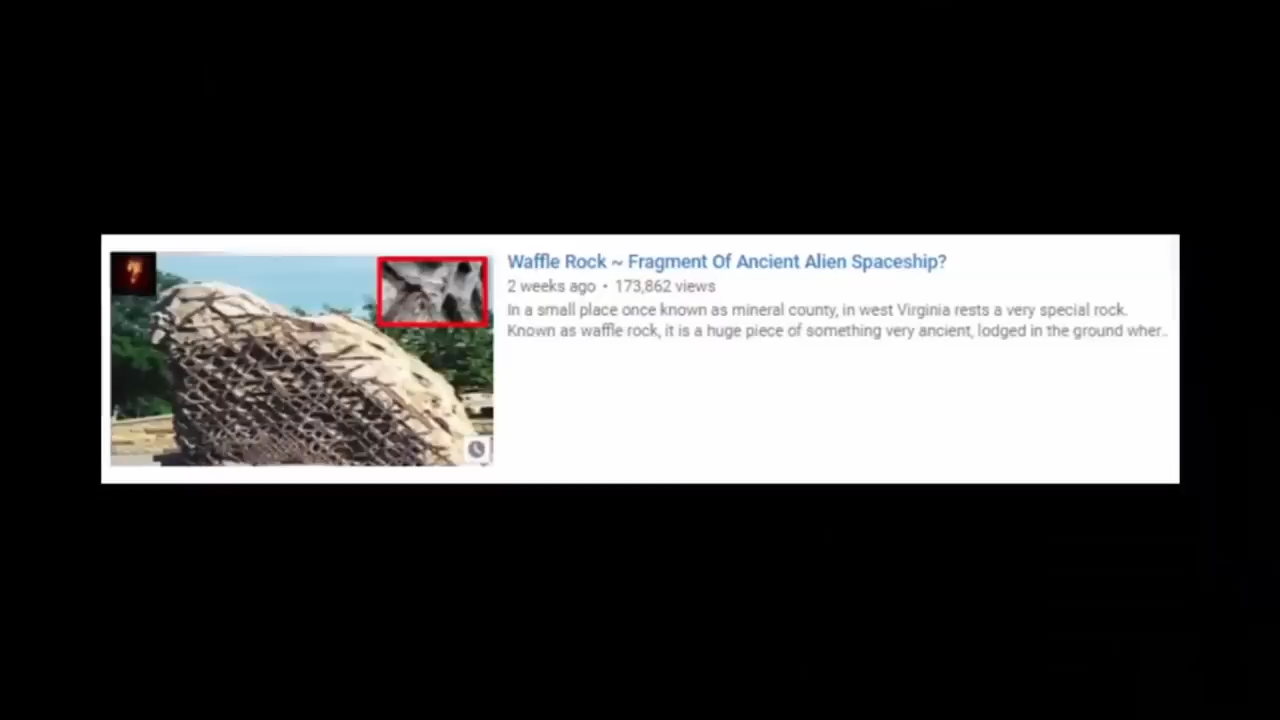 Waffle Rock ~ Fragment Of Ancient Alien Spaceship?
2 weeks ago • 173,862 views
In a small place once known as mineral county, in west Virginia rests a very special rock.
Known as waffle rock, it is a huge piece of something very ancient, lodged in the ground wher..